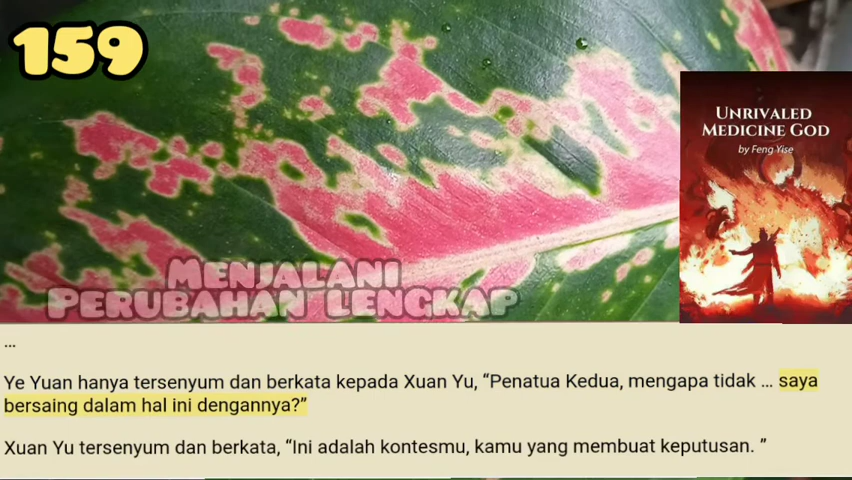 159
UNRIVALED
MEDICINE GOD
by Feng Yise
MENJALANI
PERUBAHAN LENGKAP
...
Ye Yuan hanya tersenyum dan berkata kepada Xuan Yu, “Penatua Kedua, mengapa tidak ... saya
bersaing dalam hal ini dengannya?”
Xuan Yu tersenyum dan berkata, “Ini adalah kontesmu, kamu yang membuat keputusan. ”